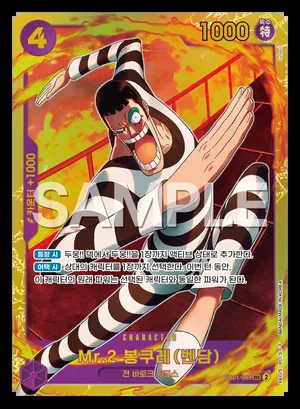 4
1000
특수
特
카운터 +1000
SAMPLE
등장 시 두웅!! 덱에서 두웅!!을 1장까지 액티브 상태로 추가한다.
어택 시 상대의 캐릭터를 1장까지 선택한다. 이번 턴 동안,
이 캐릭터의 원래 파워는 선택된 캐릭터와 동일한 파워가 된다.
CHARACTER
Mr.2 봉쿠레(벤담)
전 바로크 워크스